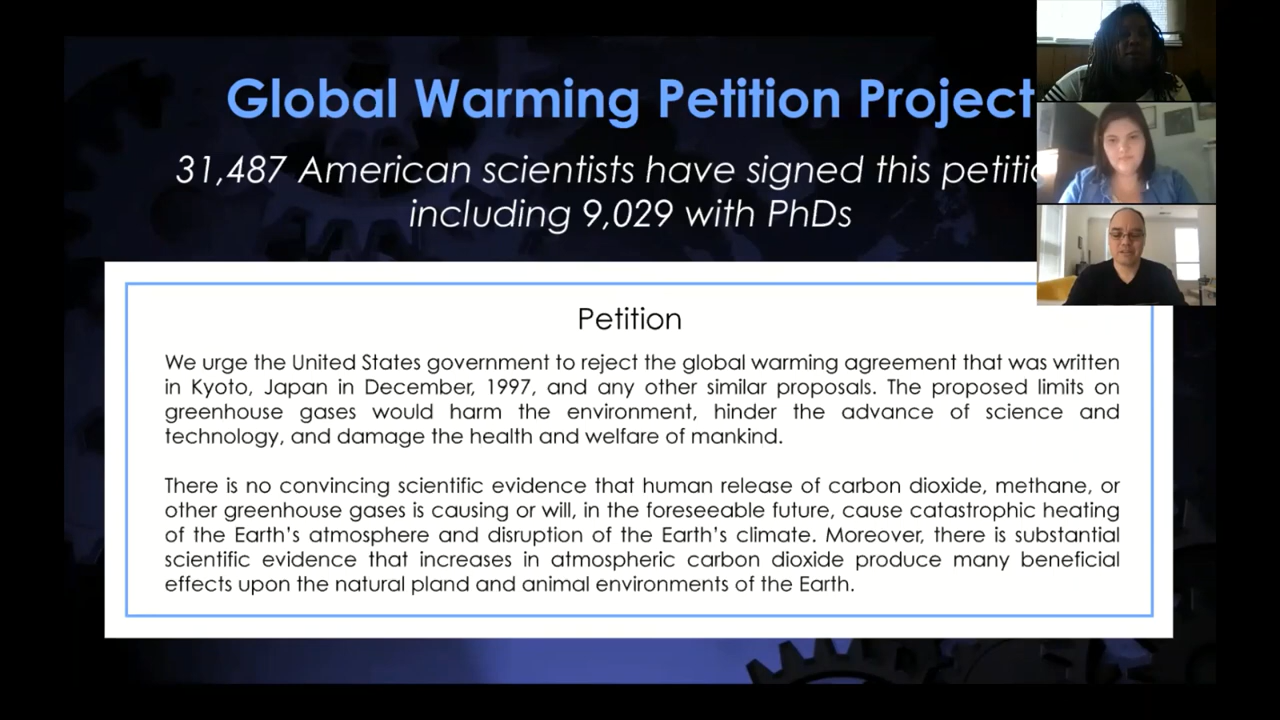 Global Warming Petition Project
31,487 American scientists have signed this
including 9,029 with PhDs
Petition
We urge the United States government to reject the global warming agreement that was written
in Kyoto, Japan in December, 1997, and any other similar proposals. The proposed limits on
greenhouse gases would harm the environment, hinder the advance of science and
technology, and damage the health and welfare of mankind.
There is no convincing scientific evidence that human release of carbon dioxide, methane, or
other greenhouse gases is causing or will, in the foreseeable future, cause catastrophic heating
of the Earth's atmosphere and disruption of the Earth's climate. Moreover, there is substantial
scientific evidence that increases in atmospheric carbon dioxide produce many beneficial
effects upon the natural pland and animal environments of the Earth.